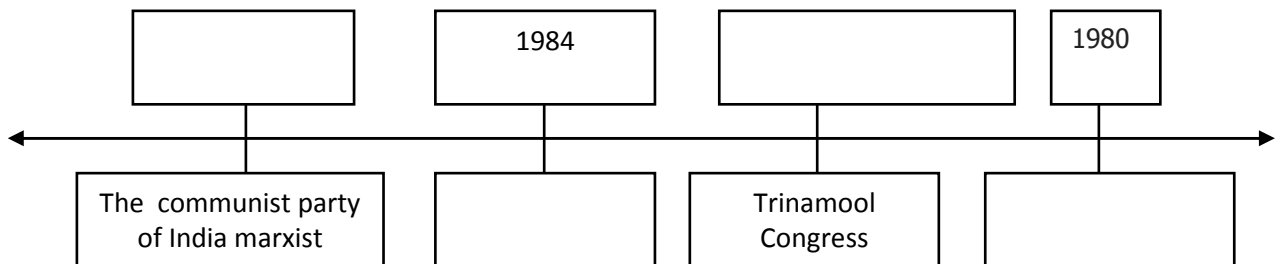 1984
1980
The communist party
of India marxist
Trinamool
Congress